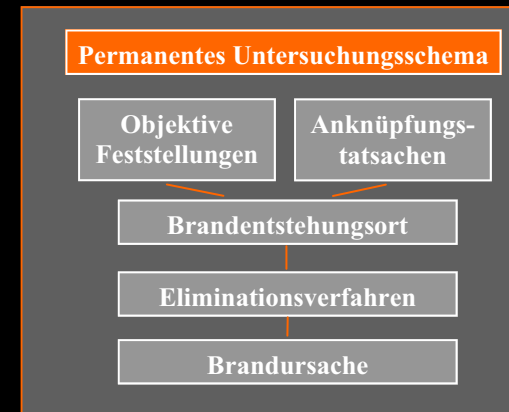 Permanentes Untersuchungsschema
Objektive
Feststellungen
Anknüpfungs-
tatsachen
Brandentstehungsort
Eliminationsverfahren
Brandursache